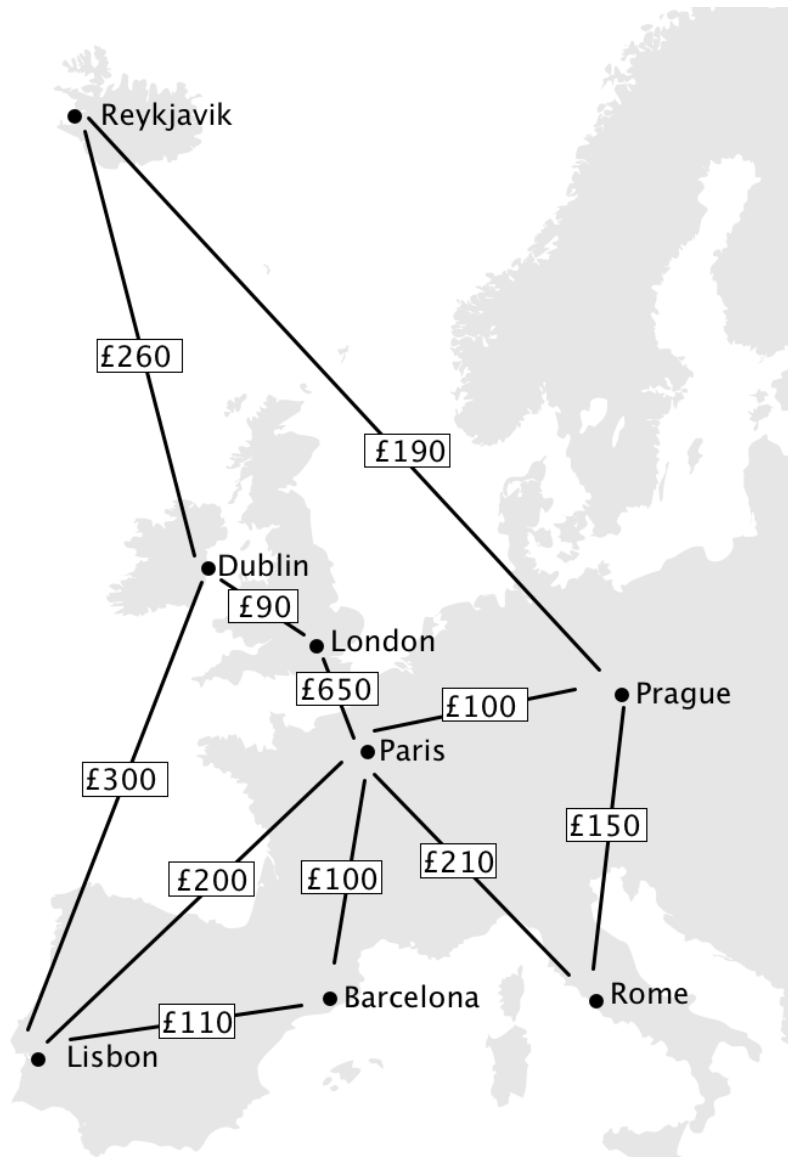 Reykjavik
£260
£190
Dublin
£90
London
£650
Prague
£100
Paris
£300
£150
£210
£200
£100
Rome
Barcelona
£110
Lisbon